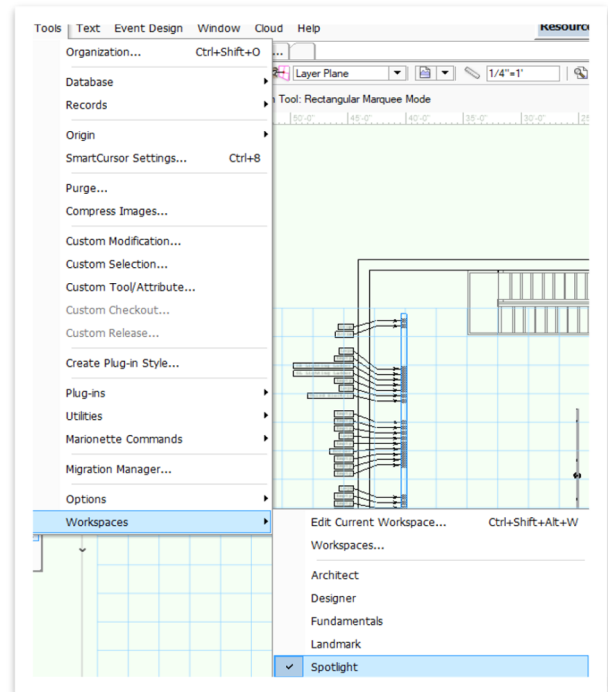 Tools Text Event Design Window Cloud Help
Organization... Ctrl+Shift+O
...
Database
Layer Plane 1/4"=1'
Records
Tool: Rectangular Marquee Mode
50'-0" 45'-0" 40'-0" 35'-0" 30'-0"
Origin
SmartCursor Settings... Ctrl+8
Purge...
Compress Images...
Custom Modification...
Custom Selection...
Custom Tool/Attribute...
Custom Checkout...
Custom Release...
Create Plug-in Style...
Plug-ins
Utilities
Marionette Commands
Migration Manager...
Options
Workspaces
Edit Current Workspace... Ctrl+Shift+Alt+W
Workspaces...
Architect
Designer
Fundamentals
Landmark
Spotlight